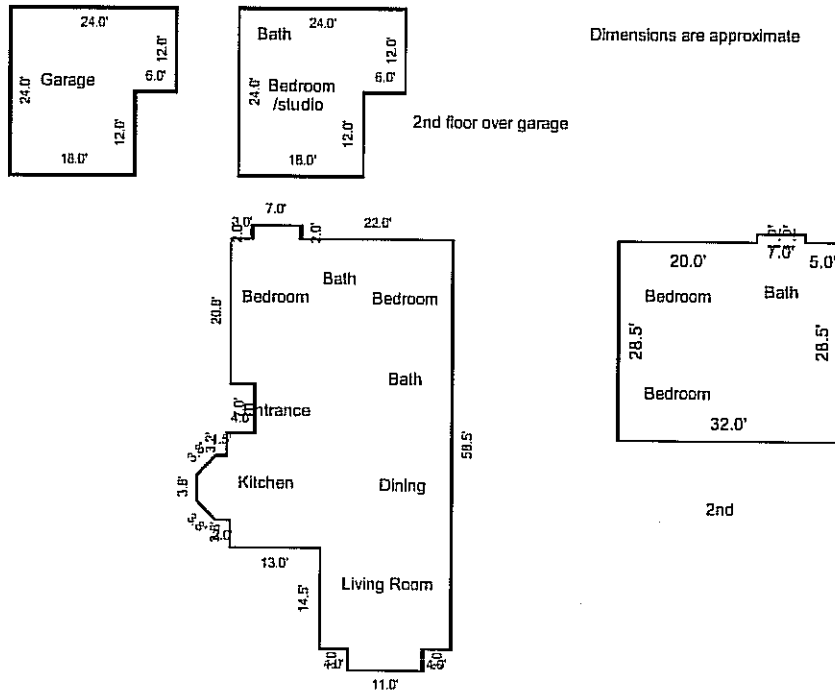 24.0'
12.0'
6.0'
Garage
24.0'
12.0'
18.0'
24.0'
Bath
12.0'
6.0'
Bedroom
/studio
24.0'
12.0'
18.0'
2nd floor over garage
Dimensions are approximate
7.0'
3.0'
2.0'
2.0'
22.0'
Bath
Bedroom
Bedroom
20.8'
Bath
Entrance
58.5'
Kitchen
Dining
3.8'
13.0'
14.5'
Living Room
11.0'
20.0'
7.0'
5.0'
Bedroom
Bath
28.5'
28.5'
Bedroom
32.0'
2nd